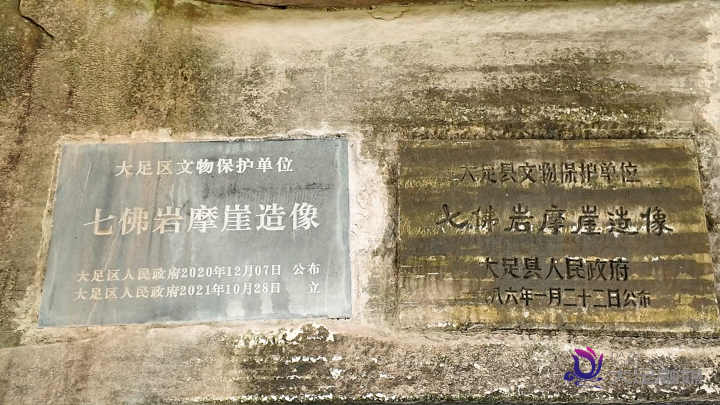 大足区文物保护单位
七佛岩摩崖造像
大足区人民政府2020年12月07日 公布
大足区人民政府2021年10月28日 立
大足县文物保护单位
七佛岩摩崖造像
大足县人民政府
八六年一月二十二日公布